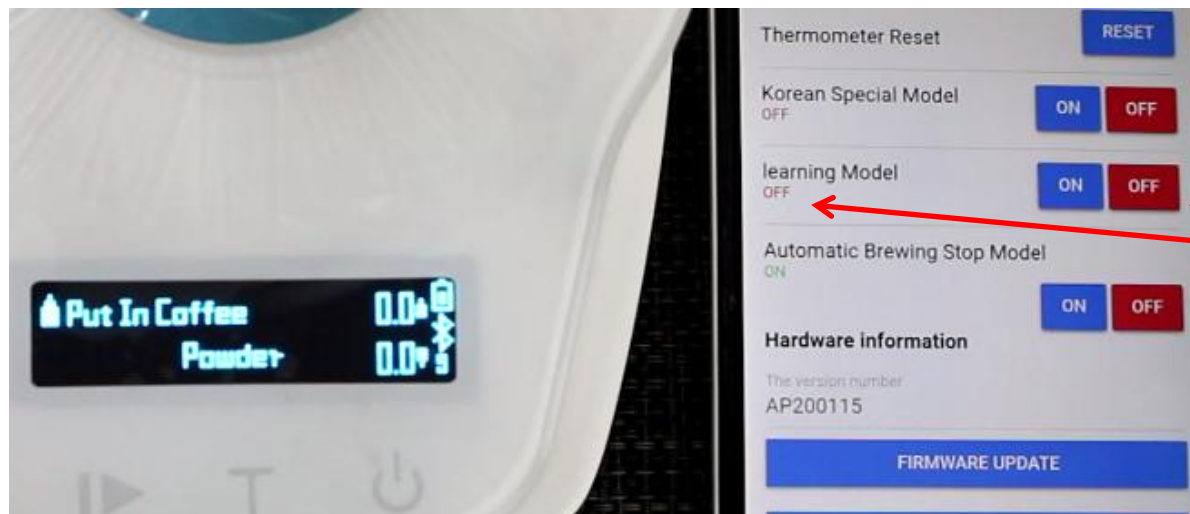 Put In Coffee 0.0
Powder 0.0
T
Thermometer Reset
RESET
Korean Special Model
OFF
ON OFF
learning Model
OFF
ON OFF
Automatic Brewing Stop Model
ON
ON OFF
Hardware information
The version number
AP200115
FIRMWARE UPDATE